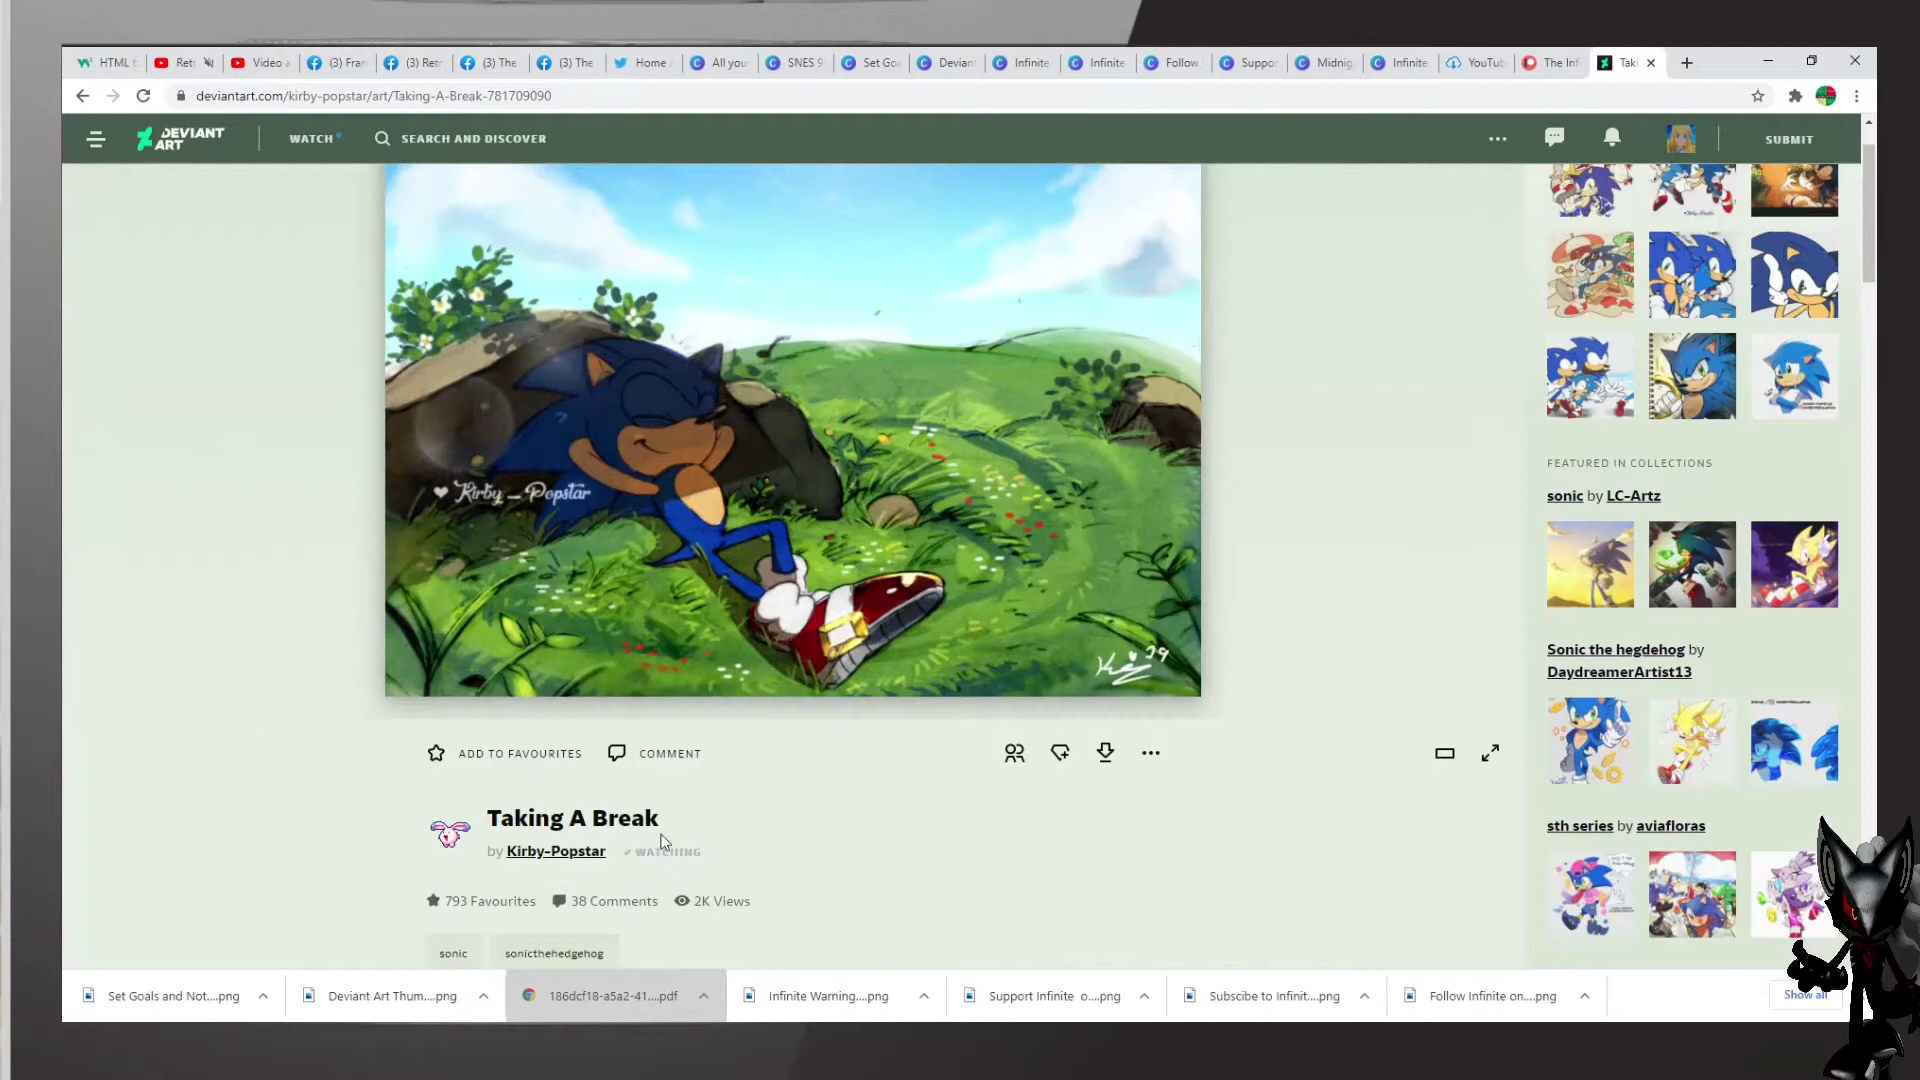 HTML t
Ret
Video a
(3) Fran
(3) Retr
(3) The
(3) The
Home
All your
SNES 9
Set Goa
Deviant
Infinite
Infinite
Follow
Suppor
Midnig
Infinite
YouTub
The Inf
Taki
deviantart.com/kirby-popstar/art/Taking-A-Break-781709090
DEVIANT ART
WATCH
SEARCH AND DISCOVER
SUBMIT
Kirby_Popstar
FEATURED IN COLLECTIONS
sonic by LC-Artz
Sonic the hegdehog by
DaydreamerArtist13
sth series by aviafloras
ADD TO FAVOURITES
COMMENT
Taking A Break
by Kirby-Popstar WATCHING
793 Favourites 38 Comments 2K Views
sonic sonicthehedgehog
Set Goals and Not....png
Deviant Art Thum....png
186dcf18-a5a2-41....pdf
Infinite Warning....png
Support Infinite o....png
Subscibe to Infinit....png
Follow Infinite on....png
Show all